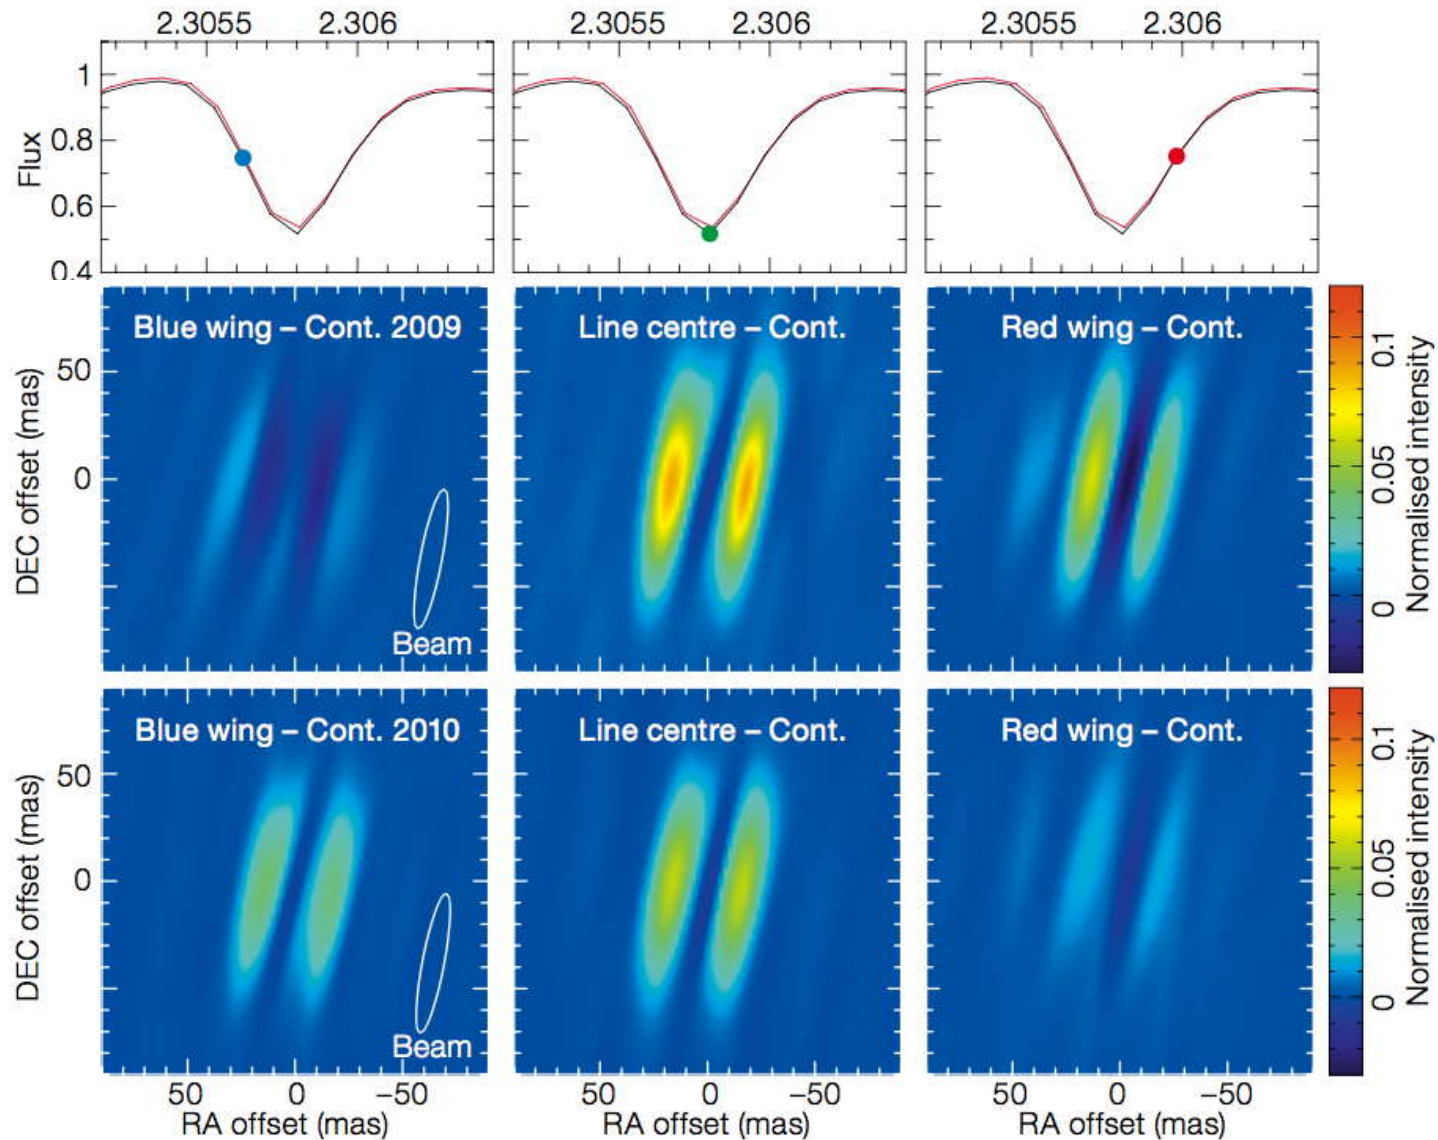 2.3055 2.306 2.3055 2.306 2.3055 2.306
1
0.8
0.6
0.4
Flux
Blue wing – Cont. 2009 Line centre – Cont. Red wing – Cont.
50
0
DEC offset (mas)
Beam
50 0 –50
0.1
0.05
0
Normalised intensity
Blue wing – Cont. 2010 Line centre – Cont. Red wing – Cont.
50
0
DEC offset (mas)
Beam
0.1
0.05
0
Normalised intensity
50 0 –50 50 0 –50 50 0 –50
RA offset (mas) RA offset (mas) RA offset (mas)